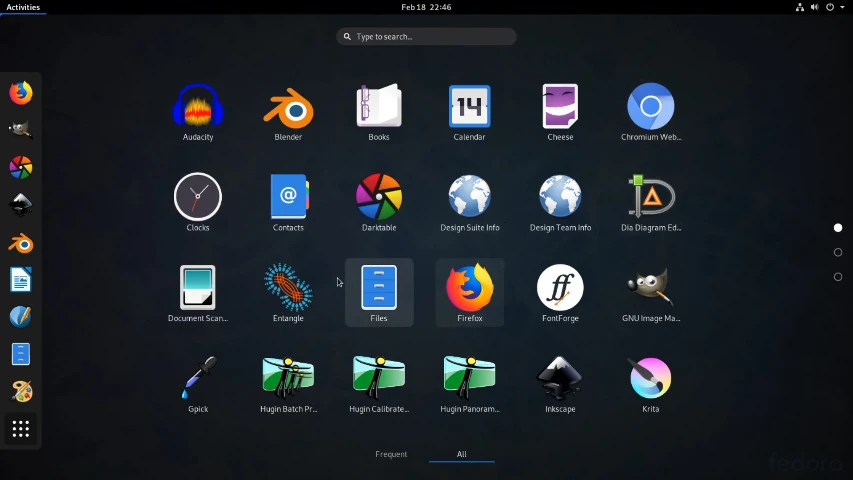 Activities
Feb 18 22:46
Type to search...
Audacity
Blender
Books
14
Calendar
Cheese
Chromium Web...
Clocks
@
Contacts
Darktable
Design Suite Info
Design Team Info
Dia Diagram Ed...
Document Scan...
Entangle
Files
Firefox
ff
FontForge
GNU Image Ma...
Gpick
Hugin Batch Pr...
Hugin Calibrate...
Hugin Panoram...
Inkscape
Krita
Frequent
All
fedora